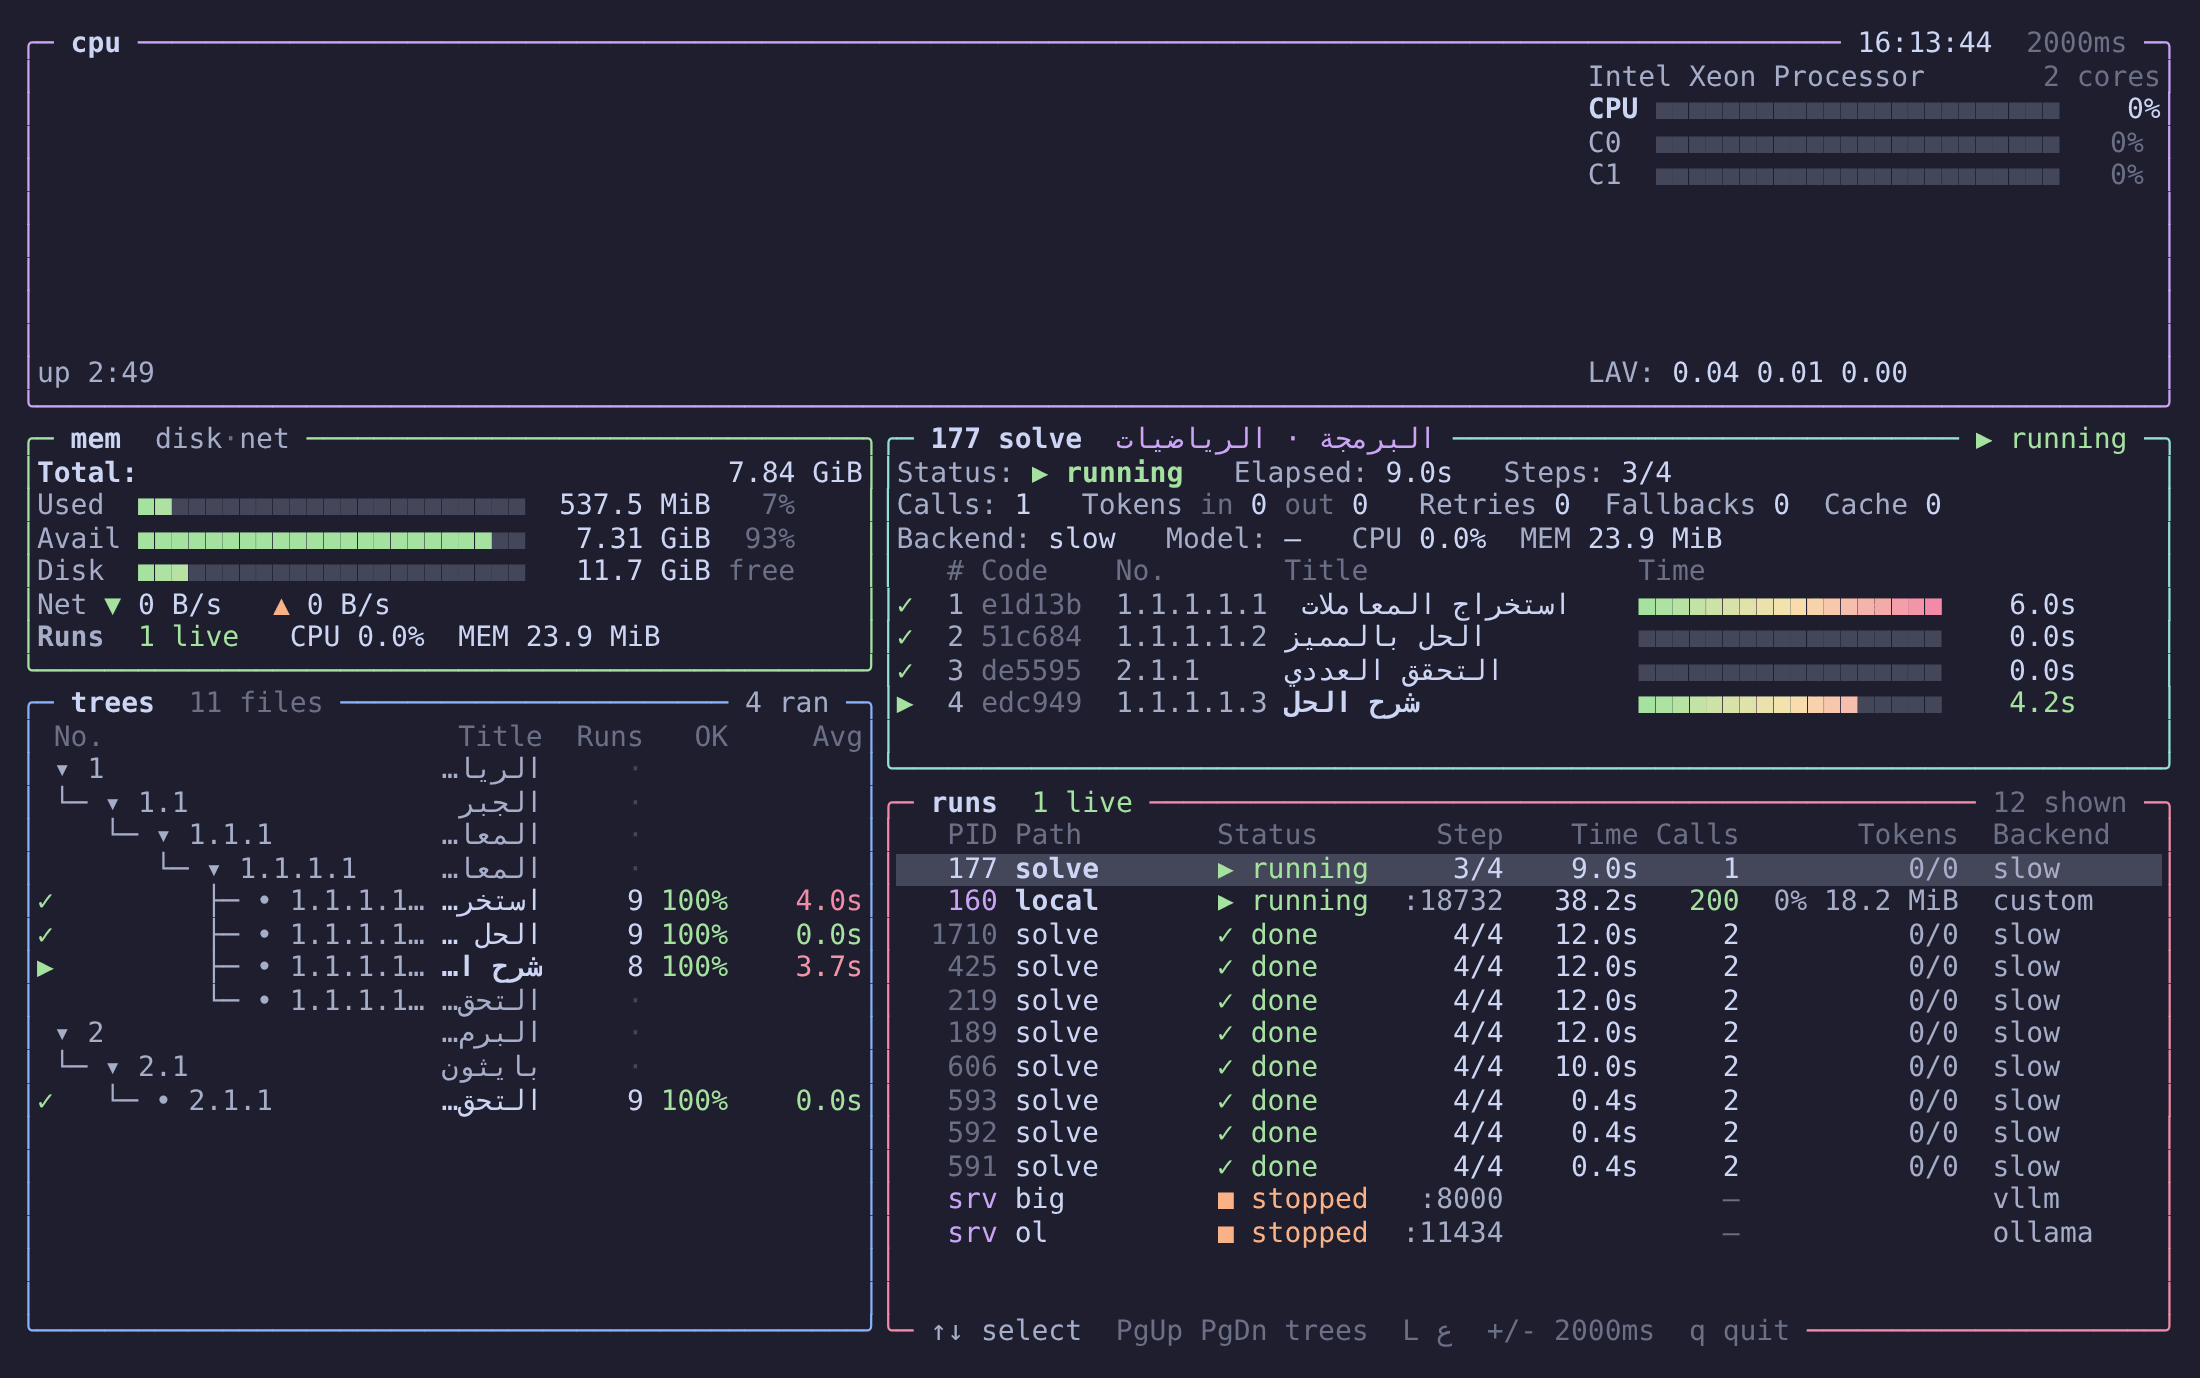 cpu 16:13:44 2000ms
Intel Xeon Processor 2 cores
CPU 0%
C0 0%
C1 0%
up 2:49 LAV: 0.04 0.01 0.00
mem disk·net
Total: 7.84 GiB
Used 537.5 MiB 7%
Avail 7.31 GiB 93%
Disk 11.7 GiB free
Net ▼ 0 B/s ▲ 0 B/s
Runs 1 live CPU 0.0% MEM 23.9 MiB
177 solve البرمجة · الرياضيات ▶ running
Status: ▶ running Elapsed: 9.0s Steps: 3/4
Calls: 1 Tokens in 0 out 0 Retries 0 Fallbacks 0 Cache 0
Backend: slow Model: — CPU 0.0% MEM 23.9 MiB
# Code No. Title Time
✓ 1 e1d13b 1.1.1.1.1 استخراج المعاملات 6.0s
✓ 2 51c684 1.1.1.1.2 الحل بالمميز 0.0s
✓ 3 de5595 2.1.1 التحقق العددي 0.0s
▶ 4 edc949 1.1.1.1.3 شرح الحل 4.2s
trees 11 files 4 ran
No. Title Runs OK Avg
▾ 1 الريا… ·
└─ ▾ 1.1 الجبر ·
└─ ▾ 1.1.1 المعا… ·
└─ ▾ 1.1.1.1 المعا… ·
✓ ├─ • 1.1.1.1… استخر… 9 100% 4.0s
✓ ├─ • 1.1.1.1… الحل … 9 100% 0.0s
▶ ├─ • 1.1.1.1… شرح ا… 8 100% 3.7s
└─ • 1.1.1.1… التحق… ·
▾ 2 البرم… ·
└─ ▾ 2.1 بايثون ·
✓ └─ • 2.1.1 التحق… 9 100% 0.0s
runs 1 live 12 shown
PID Path Status Step Time Calls Tokens Backend
177 solve ▶ running 3/4 9.0s 1 0/0 slow
160 local ▶ running :18732 38.2s 200 0% 18.2 MiB custom
1710 solve ✓ done 4/4 12.0s 2 0/0 slow
425 solve ✓ done 4/4 12.0s 2 0/0 slow
219 solve ✓ done 4/4 12.0s 2 0/0 slow
189 solve ✓ done 4/4 12.0s 2 0/0 slow
606 solve ✓ done 4/4 10.0s 2 0/0 slow
593 solve ✓ done 4/4 0.4s 2 0/0 slow
592 solve ✓ done 4/4 0.4s 2 0/0 slow
591 solve ✓ done 4/4 0.4s 2 0/0 slow
srv big ■ stopped :8000 — vllm
srv ol ■ stopped :11434 — ollama
↑↓ select PgUp PgDn trees L ع +/- 2000ms q quit